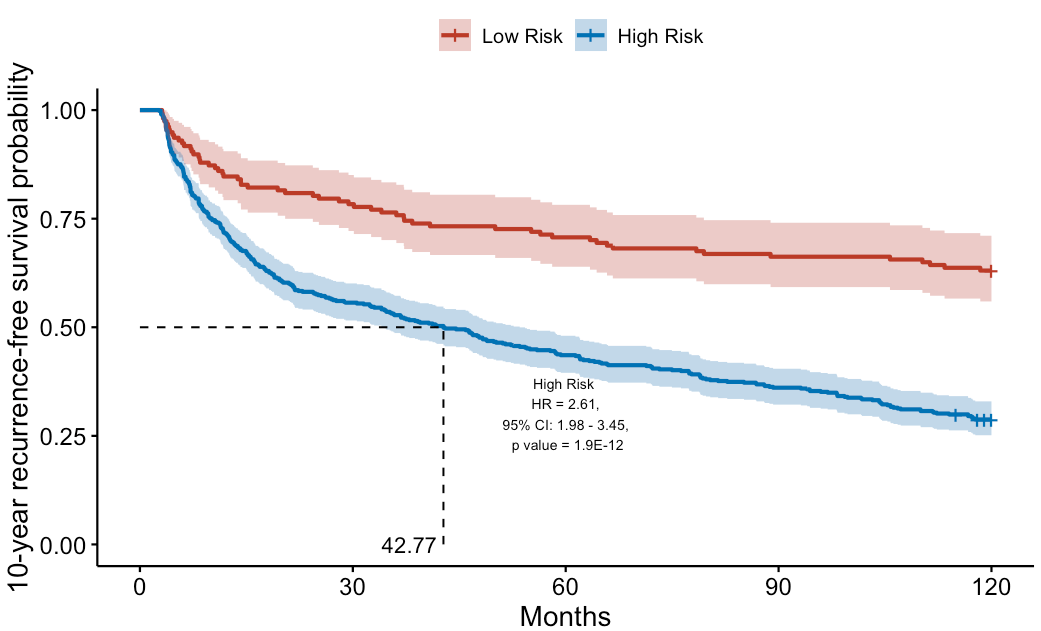 Low Risk High Risk
10-year recurrence-free survival probability
1.00
0.75
0.50
0.25
0.00
High Risk
HR = 2.61,
95% CI: 1.98 - 3.45,
p value = 1.9E-12
42.77
0 30 60 90 120
Months